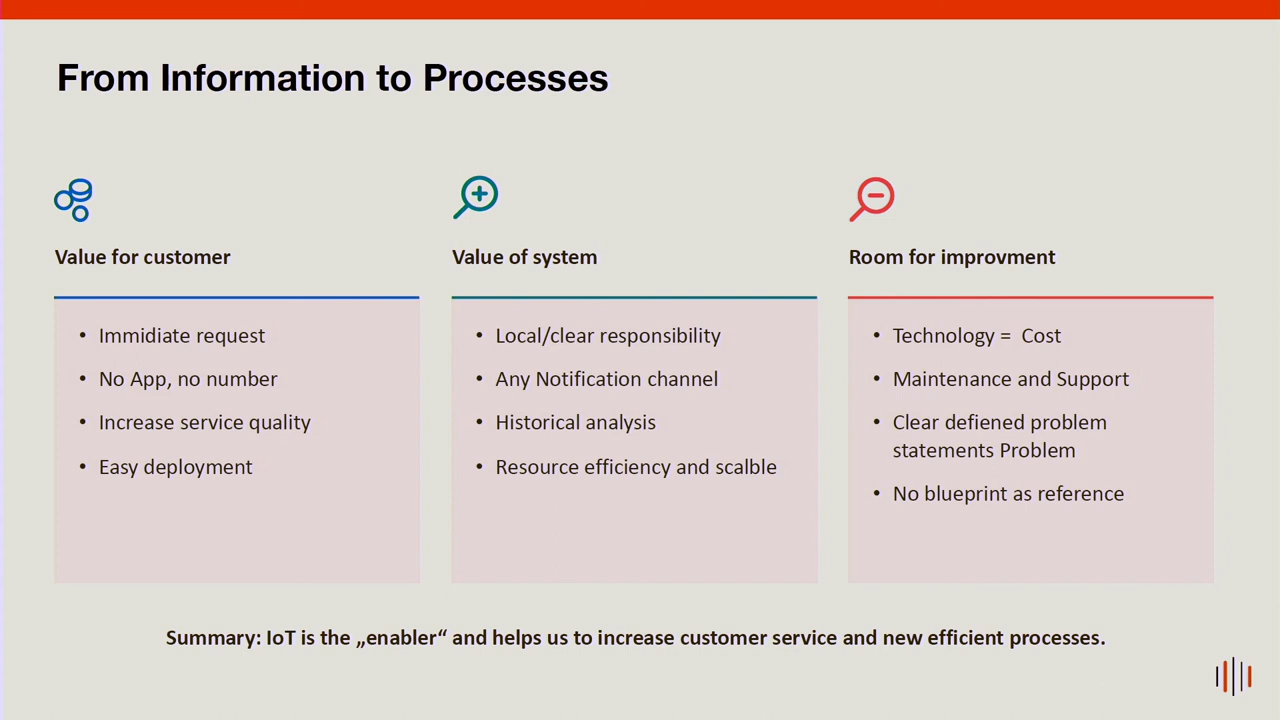 From Information to Processes
Value for customer
• Immidiate request
• No App, no number
• Increase service quality
• Easy deployment
Value of system
• Local/clear responsibility
• Any Notification channel
• Historical analysis
• Resource efficiency and scalble
Room for improvment
• Technology =  Cost
• Maintenance and Support
• Clear defiened problem
statements Problem
• No blueprint as reference
Summary: IoT is the „enabler“ and helps us to increase customer service and new efficient processes.